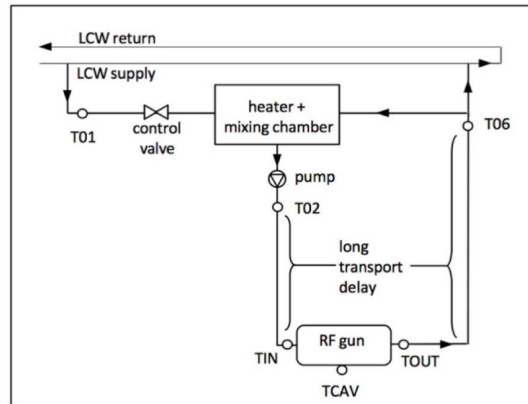 LCW return
LCW supply
heater +
mixing chamber
T01
control
valve
T06
pump
T02
long
transport
delay
TIN
RF gun
TOUT
TCAV